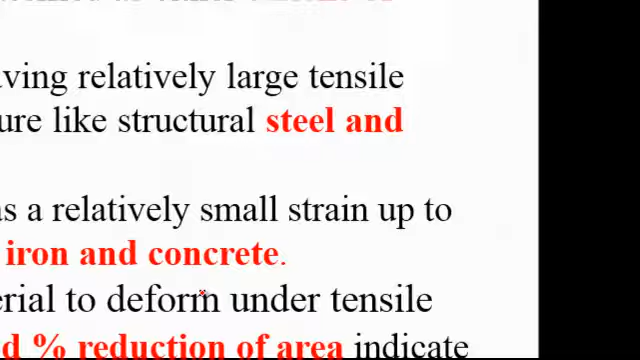 ving relatively large tensile
ure like structural steel and
s a relatively small strain up to
iron and concrete.
erial to deform under tensile
d % reduction of area indicate